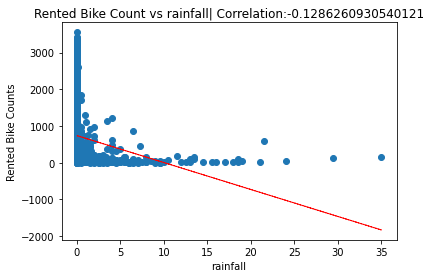 Rented Bike Count vs rainfall| Correlation:-0.1286260930540121
3000
2000
1000
0
−1000
−2000
Rented Bike Counts
0 5 10 15 20 25 30 35
rainfall